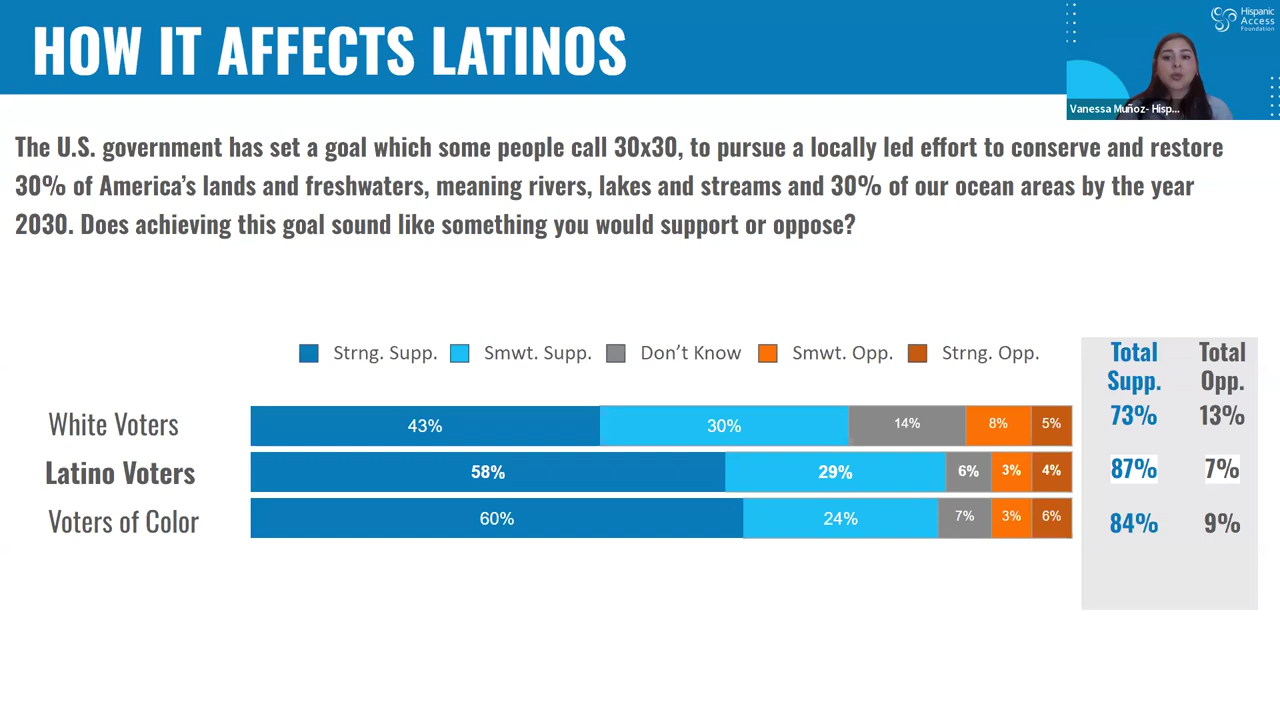 HOW IT AFFECTS LATINOS
Hispanic
Access
Foundation
Vanessa Muñoz- Hisp...
The U.S. government has set a goal which some people call 30x30, to pursue a locally led effort to conserve and restore
30% of America's lands and freshwaters, meaning rivers, lakes and streams and 30% of our ocean areas by the year
2030. Does achieving this goal sound like something you would support or oppose?
Strng. Supp. Smwt. Supp. Don't Know Smwt. Opp. Strng. Opp.
Total Total
Supp. Opp.
White Voters 43% 30% 14% 8% 5% 73% 13%
Latino Voters 58% 29% 6% 3% 4% 87% 7%
Voters of Color 60% 24% 7% 3% 6% 84% 9%